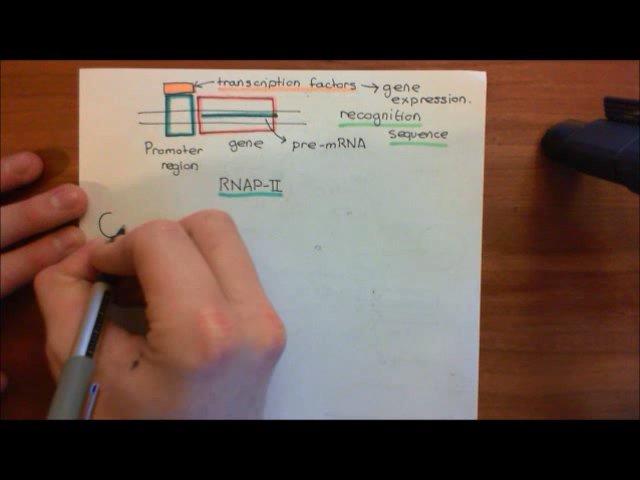 transcription factors → gene
expression.
recognition
sequence
Promoter
region
gene
pre-mRNA
RNAP-II
C